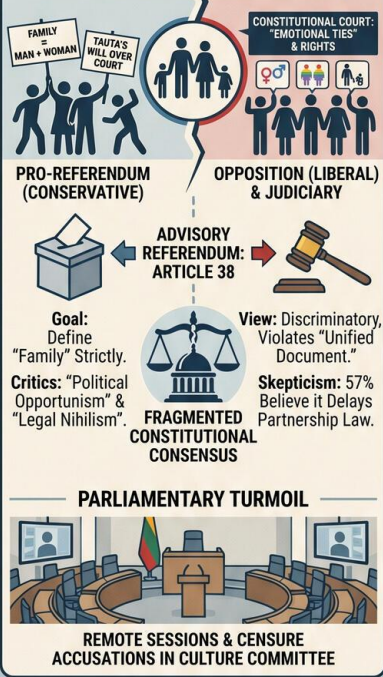 FAMILY
=
MAN + WOMAN
TAUTA'S
WILL OVER
COURT
CONSTITUTIONAL COURT:
"EMOTIONAL TIES"
& RIGHTS
PRO-REFERENDUM
(CONSERVATIVE)
OPPOSITION (LIBERAL)
& JUDICIARY
ADVISORY
REFERENDUM:
ARTICLE 38
Goal:
Define
"Family" Strictly.
Critics: "Political
Opportunism" &
"Legal Nihilism".
View: Discriminatory,
Violates "Unified
Document."
Skepticism: 57%
Believe it Delays
Partnership Law.
FRAGMENTED
CONSTITUTIONAL
CONSENSUS
PARLIAMENTARY TURMOIL
REMOTE SESSIONS & CENSURE
ACCUSATIONS IN CULTURE COMMITTEE